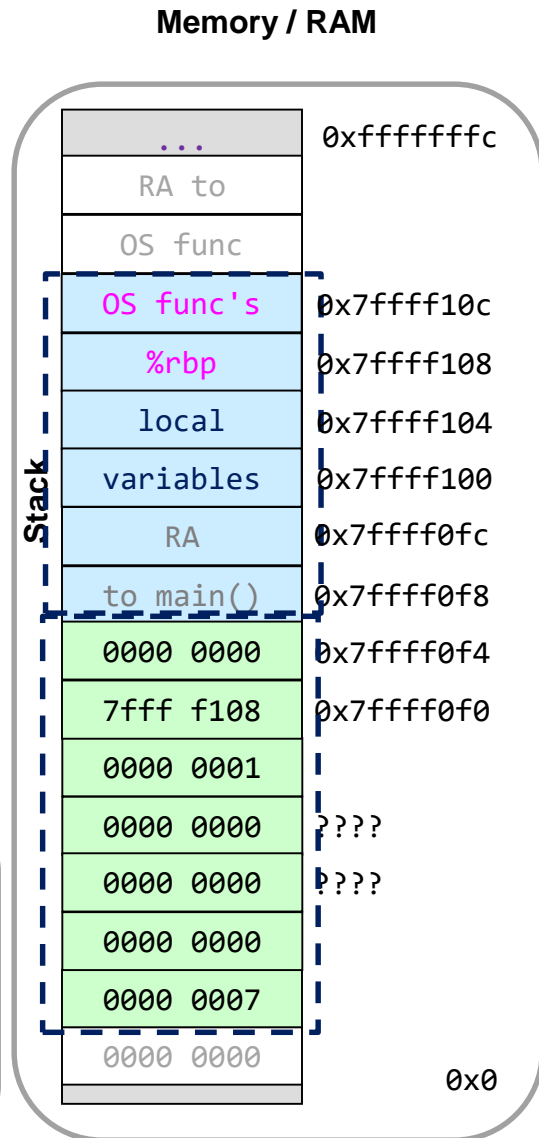 Memory / RAM
... 0xfffffffc
RA to
OS func
OS func's 0x7ffff10c
%rbp 0x7ffff108
local 0x7ffff104
variables 0x7ffff100
Stack
RA 0x7ffff0fc
to main() 0x7ffff0f8
0000 0000 0x7ffff0f4
7fff f108 0x7ffff0f0
0000 0001
0000 0000 ????
0000 0000 ????
0000 0000
0000 0007
0000 0000
0x0